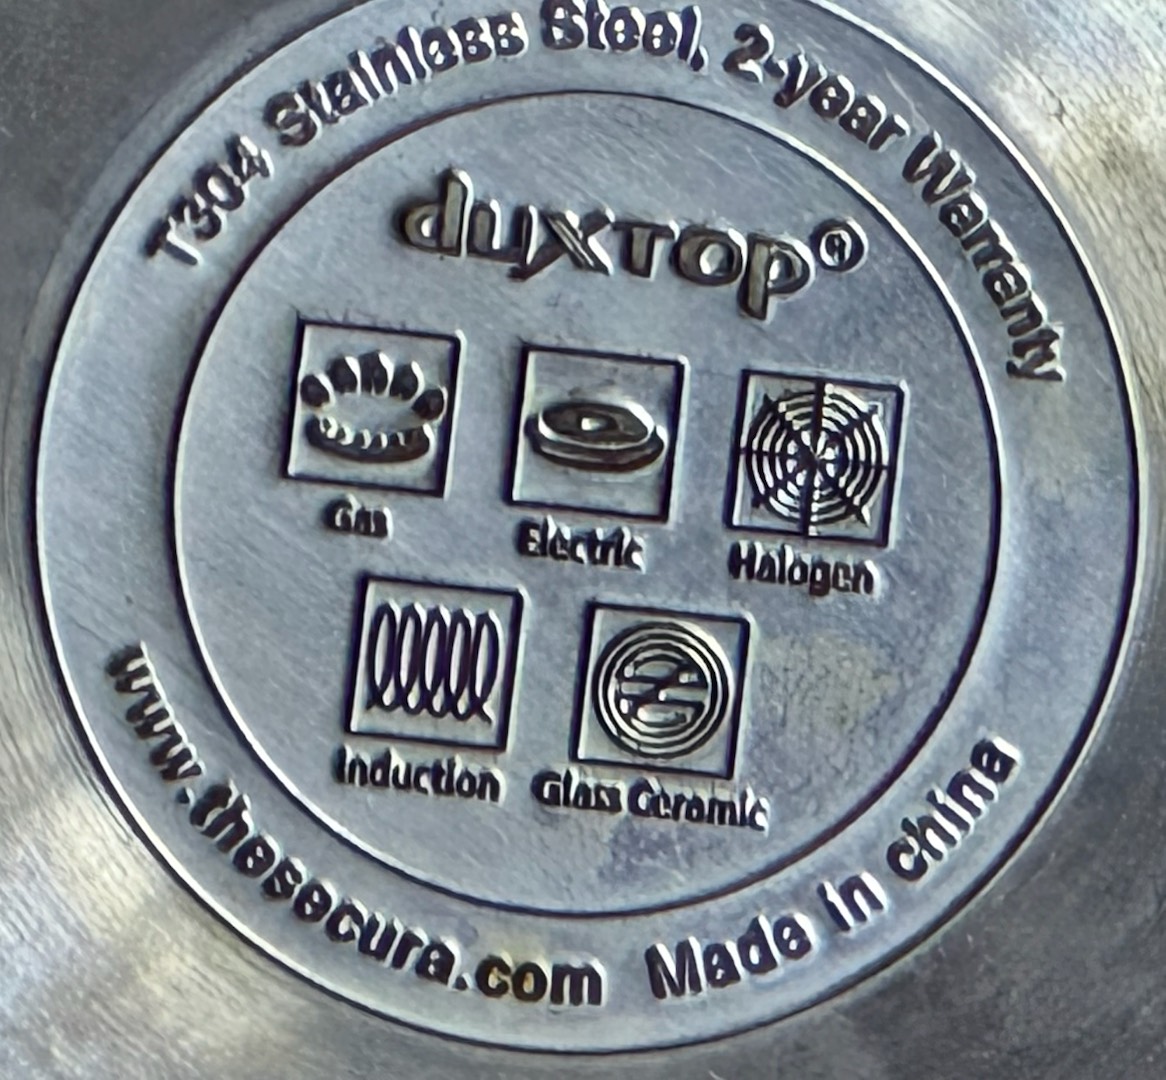 T304 Stainless Steel, 2-year Warranty
duxTOP®
Gas
Electric
Halogen
Induction
Glass Ceramic
www.thesecura.com
Made in china